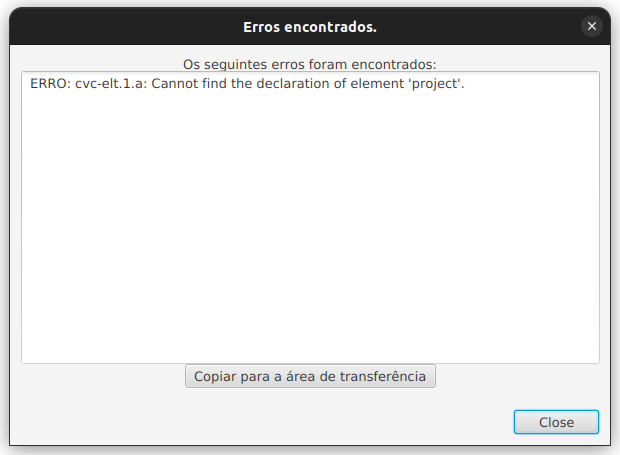 Erros encontrados.
Os seguintes erros foram encontrados:
ERRO: cvc-elt.1.a: Cannot find the declaration of element 'project'.
Copiar para a área de transferência
Close